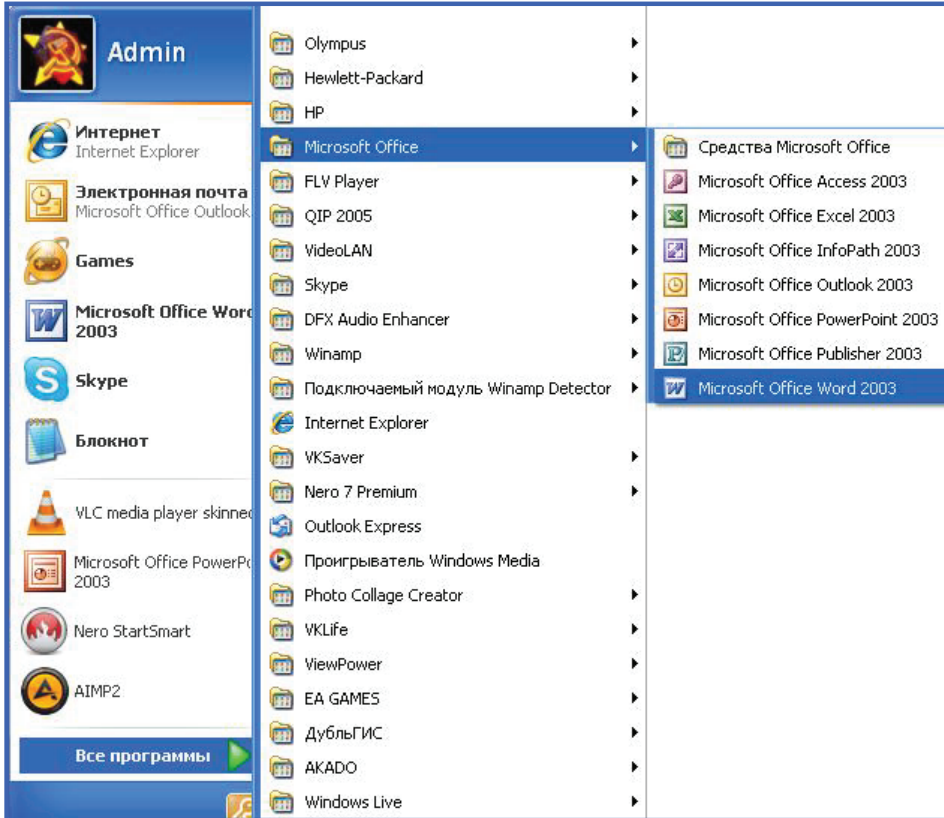 Admin
Интернет
Internet Explorer
Электронная почта
Microsoft Office Outlook
Games
Microsoft Office Word
2003
Skype
Блокнот
VLC media player skinned
Microsoft Office PowerPo
2003
Nero StartSmart
AIMP2
Все программы
Olympus
Hewlett-Packard
HP
Microsoft Office
FLV Player
QIP 2005
VideoLAN
Skype
DFX Audio Enhancer
Winamp
Подключаемый модуль Winamp Detector
Internet Explorer
VKSaver
Nero 7 Premium
Outlook Express
Проигрыватель Windows Media
Photo Collage Creator
VKLife
ViewPower
EA GAMES
ДубльГИС
AKADO
Windows Live
Средства Microsoft Office
Microsoft Office Access 2003
Microsoft Office Excel 2003
Microsoft Office InfoPath 2003
Microsoft Office Outlook 2003
Microsoft Office PowerPoint 2003
Microsoft Office Publisher 2003
Microsoft Office Word 2003